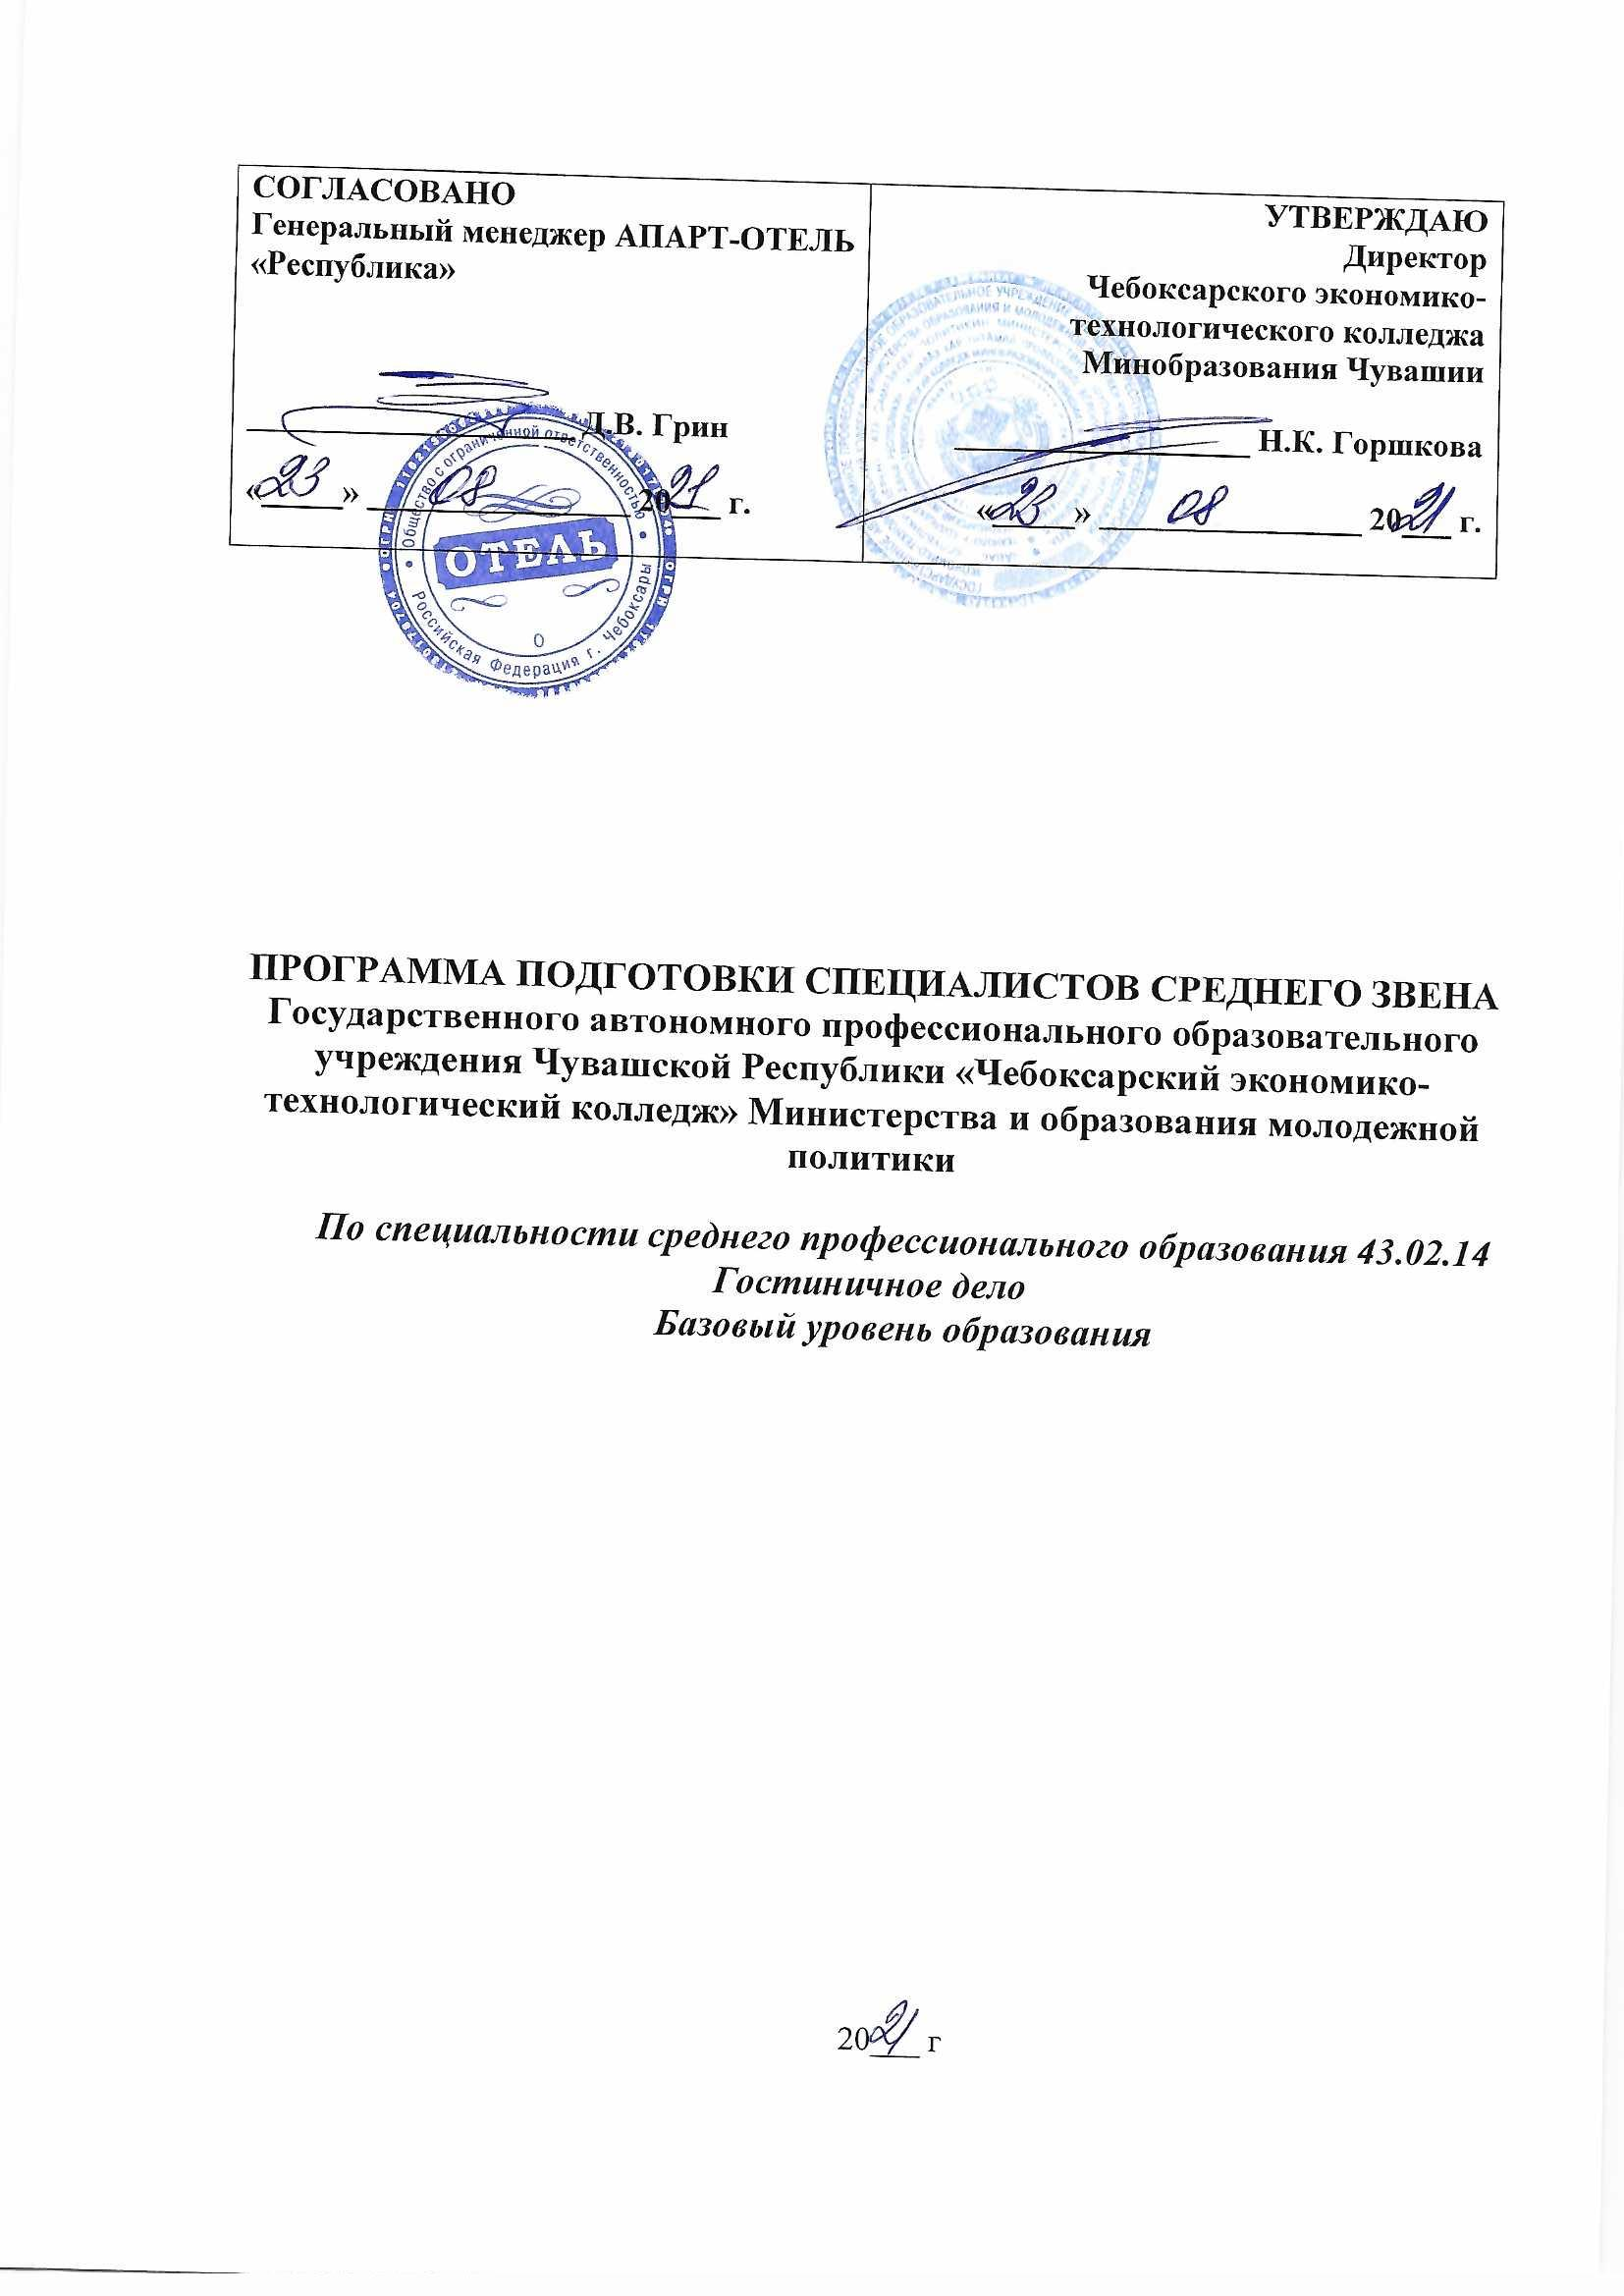 СОГЛАСОВАНО
Генеральный менеджер АПАРТ-ОТЕЛЬ
«Республика»
Д.В. Грин
«23» 08 2021 г.
УТВЕРЖДАЮ
Директор
Чебоксарского экономико-
технологического колледжа
Минобразования Чувашии
Н.К. Горшкова
«23» 08 2021 г.
Общество с ограниченной ответственностью
ОТЕЛЬ
Российская Федерация г. Чебоксары
ПРОГРАММА ПОДГОТОВКИ СПЕЦИАЛИСТОВ СРЕДНЕГО ЗВЕНА
Государственного автономного профессионального образовательного
учреждения Чувашской Республики «Чебоксарский экономико-
технологический колледж» Министерства и образования молодежной
политики
По специальности среднего профессионального образования 43.02.14
Гостиничное дело
Базовый уровень образования
2021 г